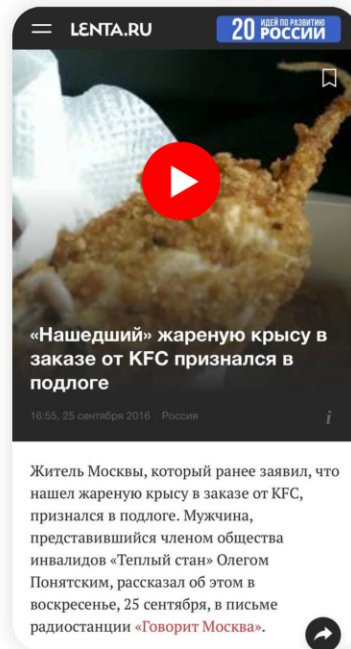 LENTA.RU
20 ИДЕЙ ПО РАЗВИТИЮ
РОССИИ
«Нашедший» жареную крысу в
заказе от KFC признался в
подлоге
16:55, 25 сентября 2016 Россия
Житель Москвы, который ранее заявил, что
нашел жареную крысу в заказе от KFC,
признался в подлоге. Мужчина,
представившийся членом общества
инвалидов «Теплый стан» Олегом
Понятским, рассказал об этом в
воскресенье, 25 сентября, в письме
радиостанции «Говорит Москва».